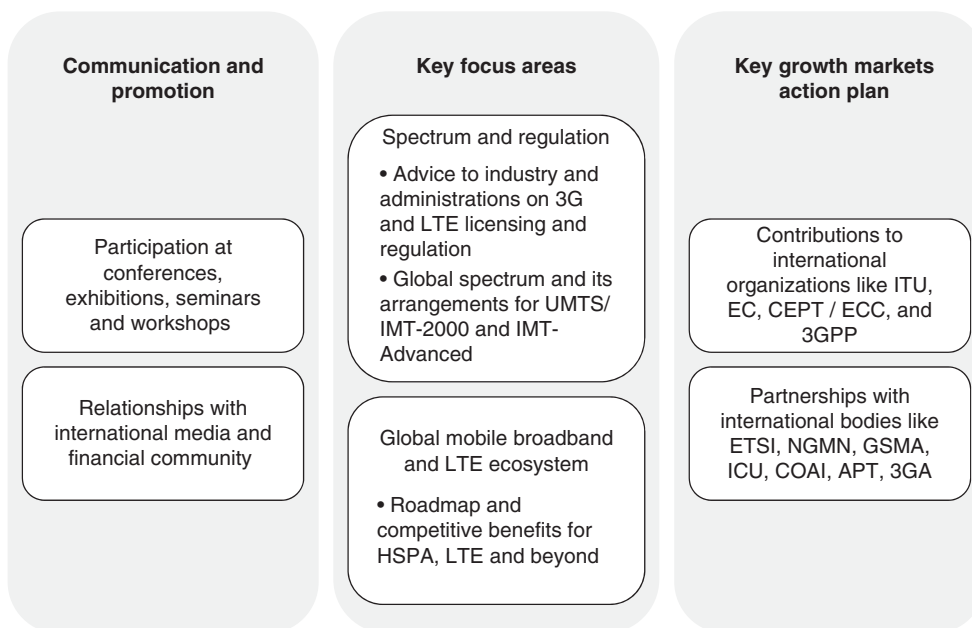 Communication and
promotion
Participation at
conferences,
exhibitions, seminars
and workshops
Relationships with
international media and
financial community
Key focus areas
Spectrum and regulation
• Advice to industry and
administrations on 3G
and LTE licensing and
regulation
• Global spectrum and its
arrangements for UMTS/
IMT-2000 and IMT-
Advanced
Global mobile broadband
and LTE ecosystem
• Roadmap and
competitive benefits for
HSPA, LTE and beyond
Key growth markets
action plan
Contributions to
international
organizations like ITU,
EC, CEPT / ECC, and
3GPP
Partnerships with
international bodies like
ETSI, NGMN, GSMA,
ICU, COAI, APT, 3GA